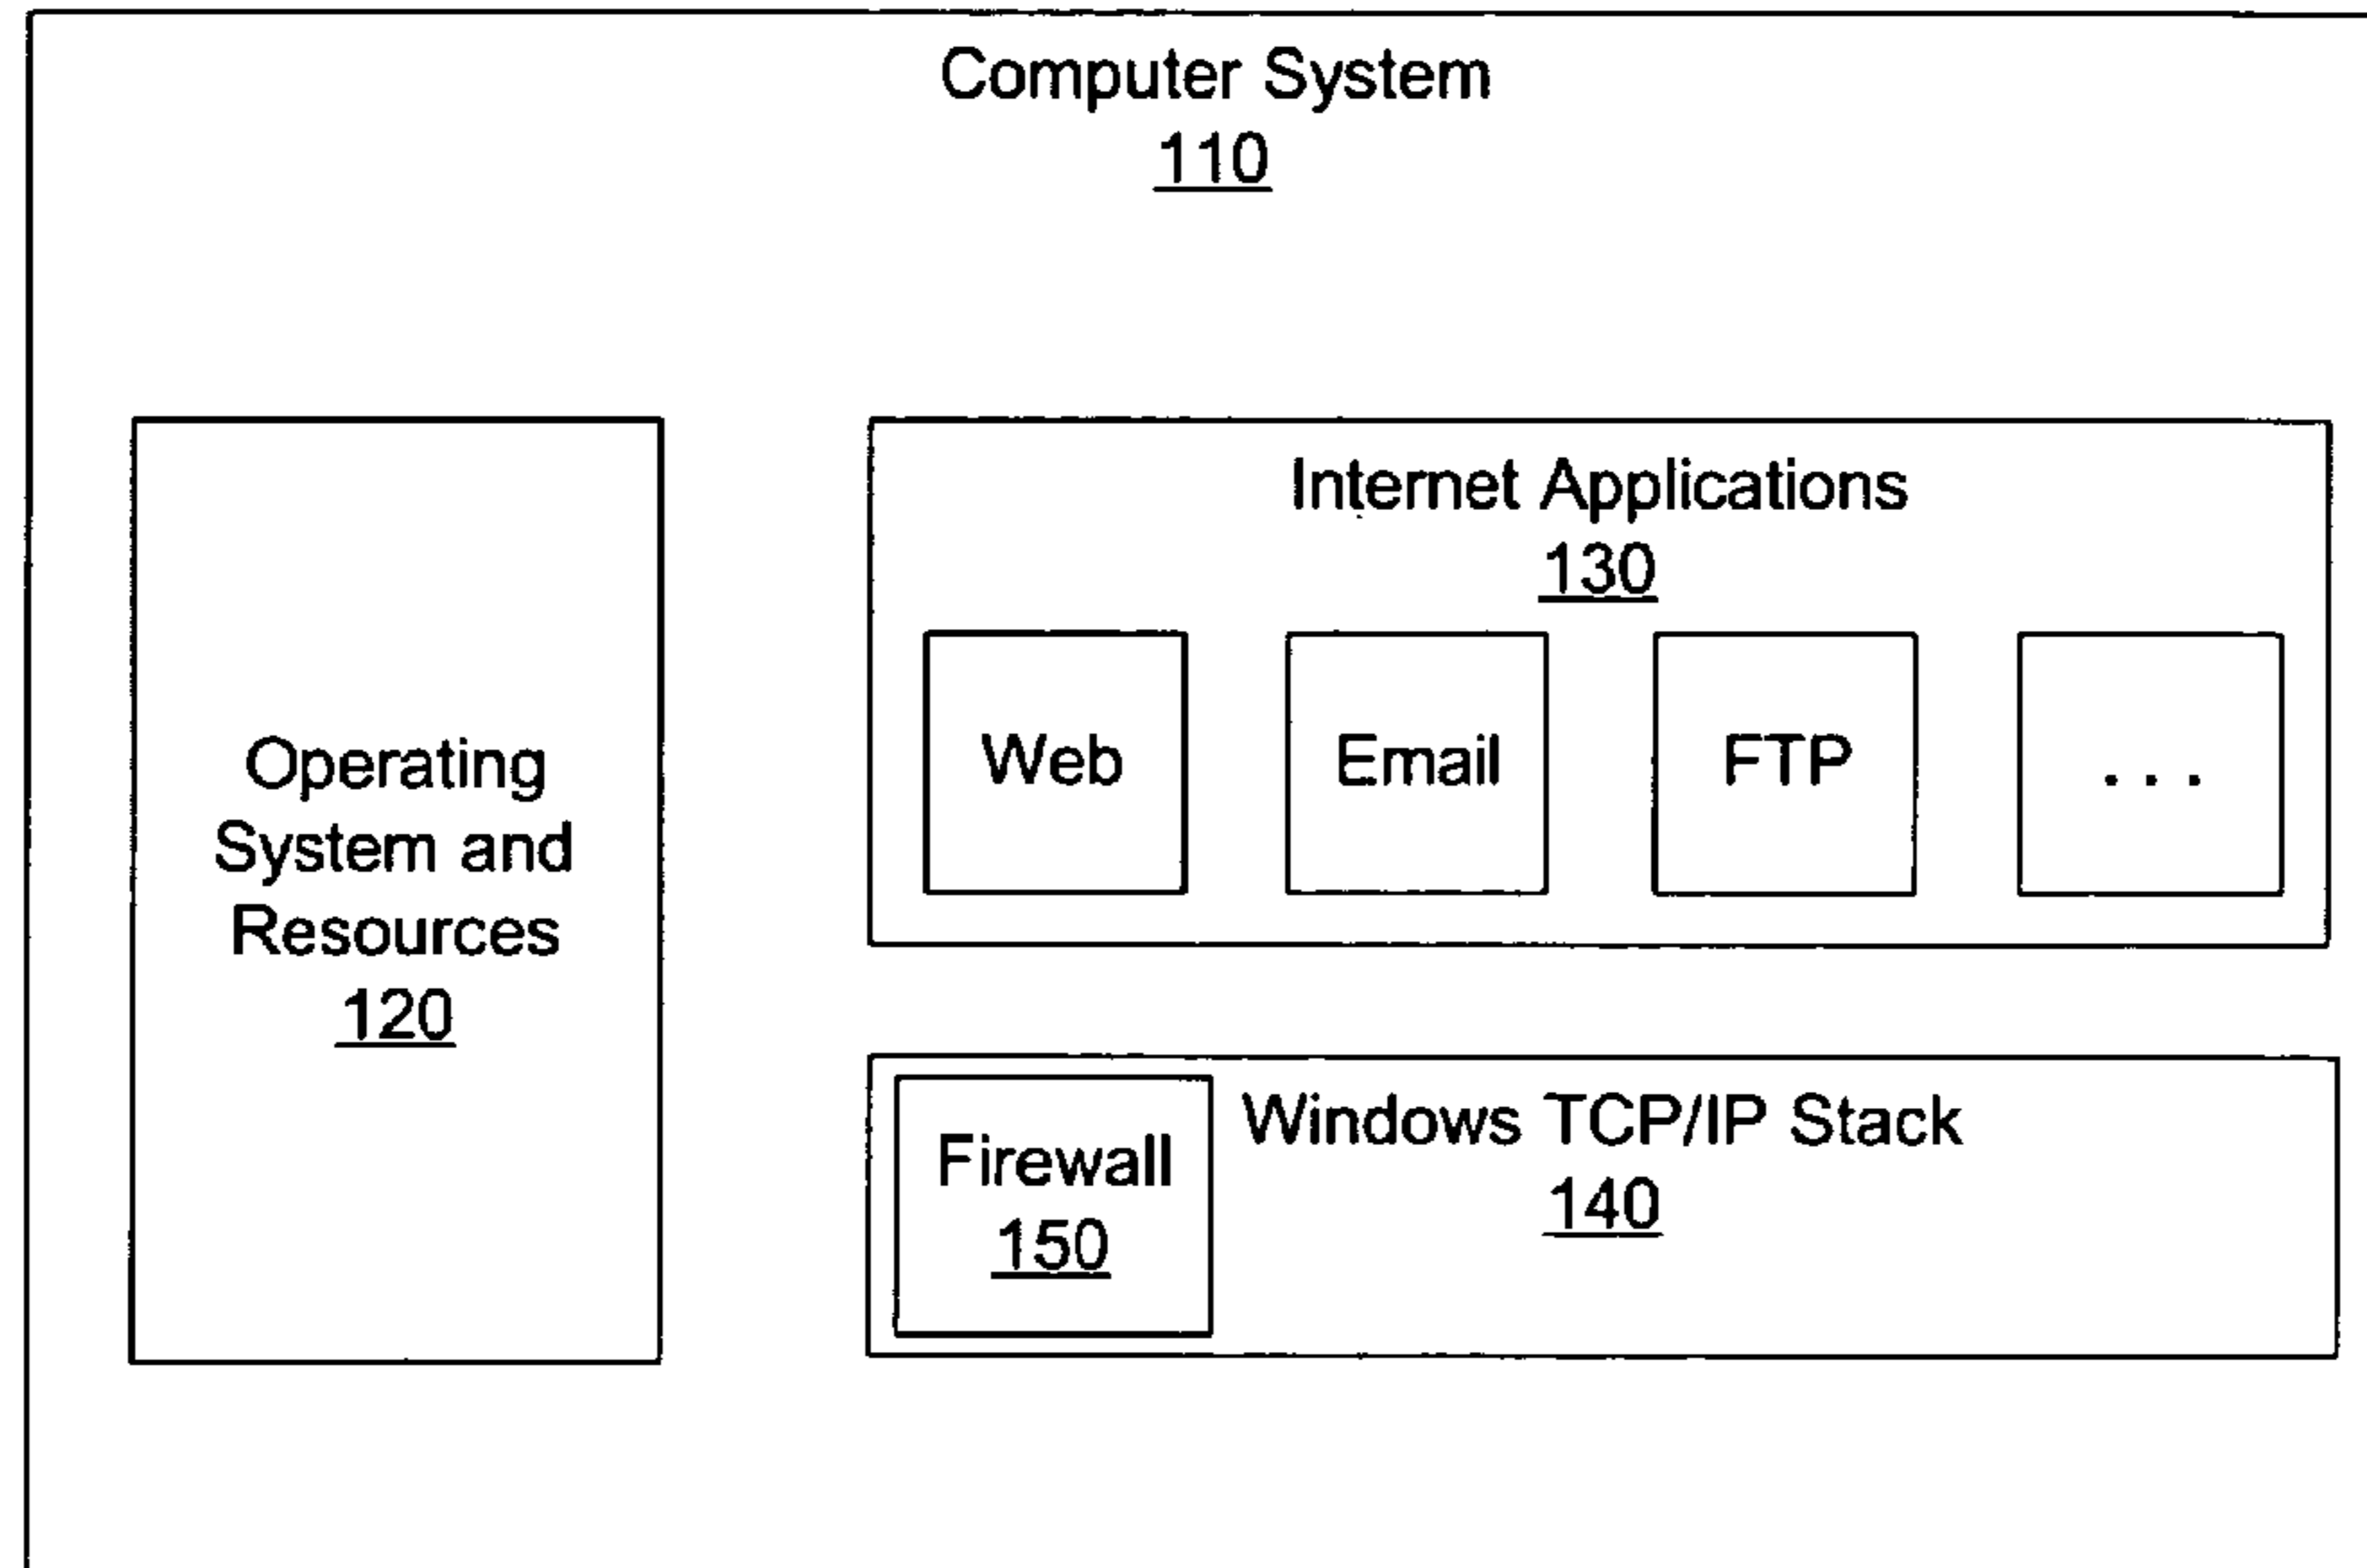 Computer System
110
Operating
System and
Resources
120
Internet Applications
130
Web
Email
FTP
...
Firewall
150
Windows TCP/IP Stack
140